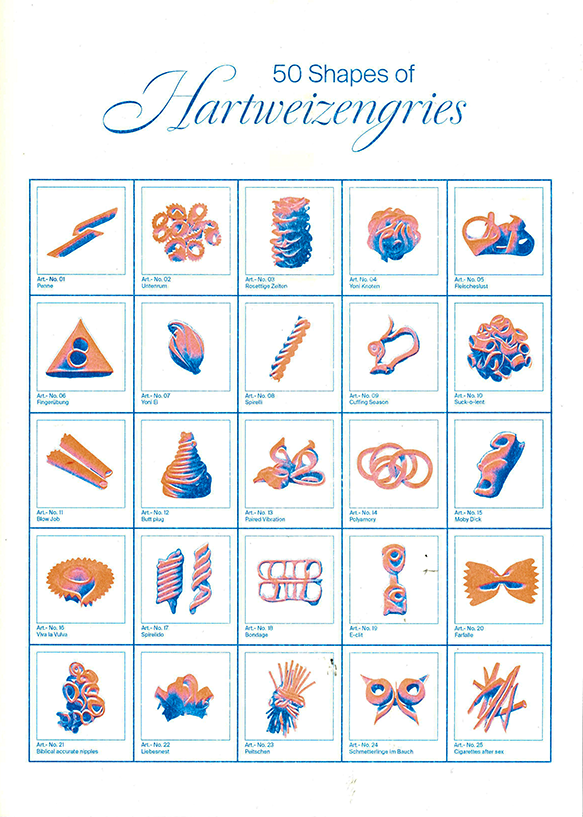 50 Shapes of
Hartweizengries
Art.- No. 01
Penne
Art.- No. 02
Untenrum
Art.- No. 03
Rosettige Zeiten
Art.- No. 04
Yoni Knoten
Art.- No. 05
Fleischeslust
Art.- No. 06
Fingerübung
Art.- No. 07
Yoni Ei
Art.- No. 08
Spirelli
Art.- No. 09
Cuffing Season
Art.- No. 10
Suck-o-lent
Art.- No. 11
Blow Job
Art.- No. 12
Butt plug
Art.- No. 13
Paired Vibration
Art.- No. 14
Polyamory
Art.- No. 15
Moby Dick
Art.- No. 16
Viva la Vulva
Art.- No. 17
Spirelido
Art.- No. 18
Bondage
Art.- No. 19
E-clit
Art.- No. 20
Farfalle
Art.- No. 21
Biblical accurate nipples
Art.- No. 22
Liebesnest
Art.- No. 23
Peitschen
Art.- No. 24
Schmetterlinge im Bauch
Art.- No. 25
Cigarettes after sex